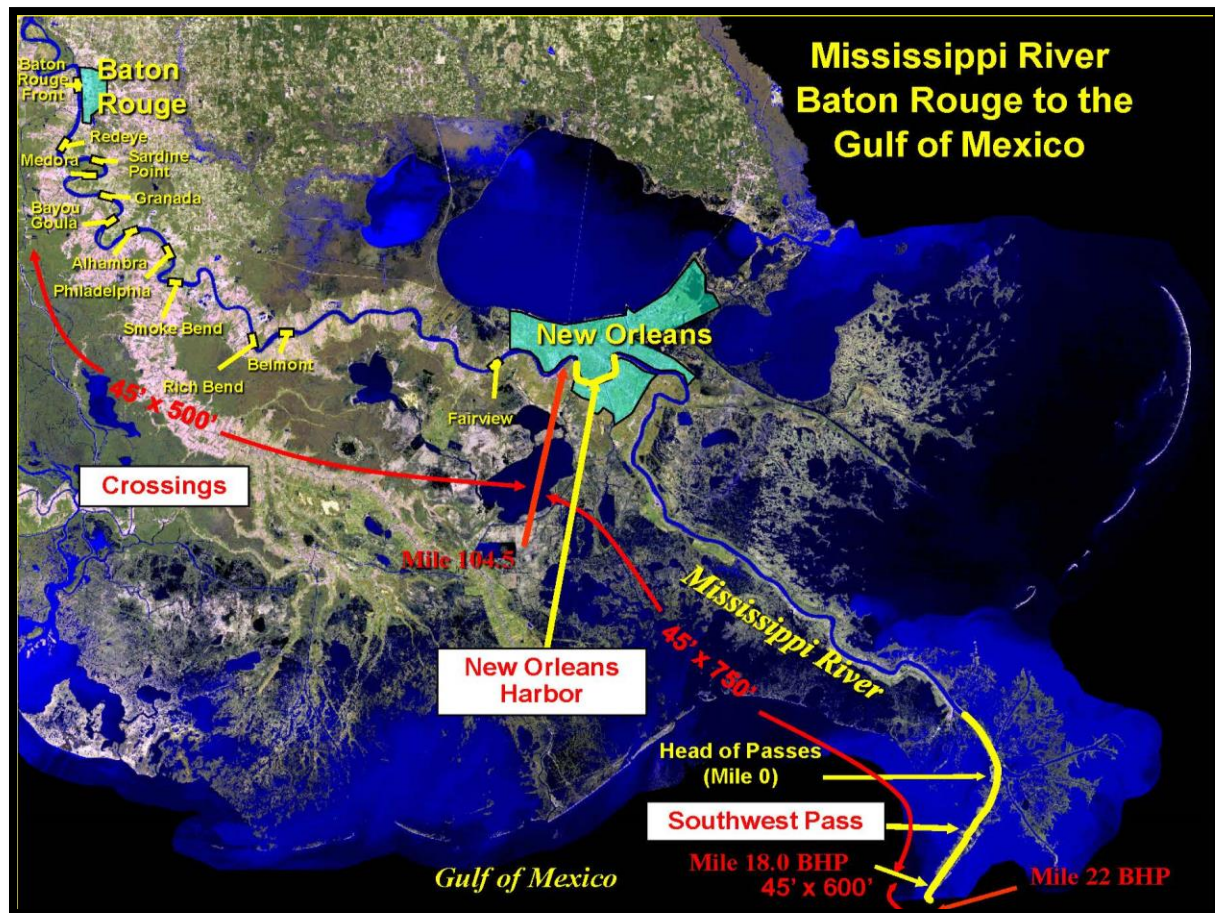 Mississippi River
Baton Rouge to the
Gulf of Mexico
Baton
Rouge
Front
Baton
Rouge
Redeye
Medora
Sardine
Point
Granada
Bayou
Goula
Alhambra
Philadelphia
Smoke Bend
Rich Bend
Belmont
Fairview
New Orleans
45' x 500'
Crossings
Mile 104.5
New Orleans
Harbor
45' x 750'
Mississippi River
Head of Passes
(Mile 0)
Southwest Pass
Mile 18.0 BHP
45' x 600'
Mile 22 BHP
Gulf of Mexico